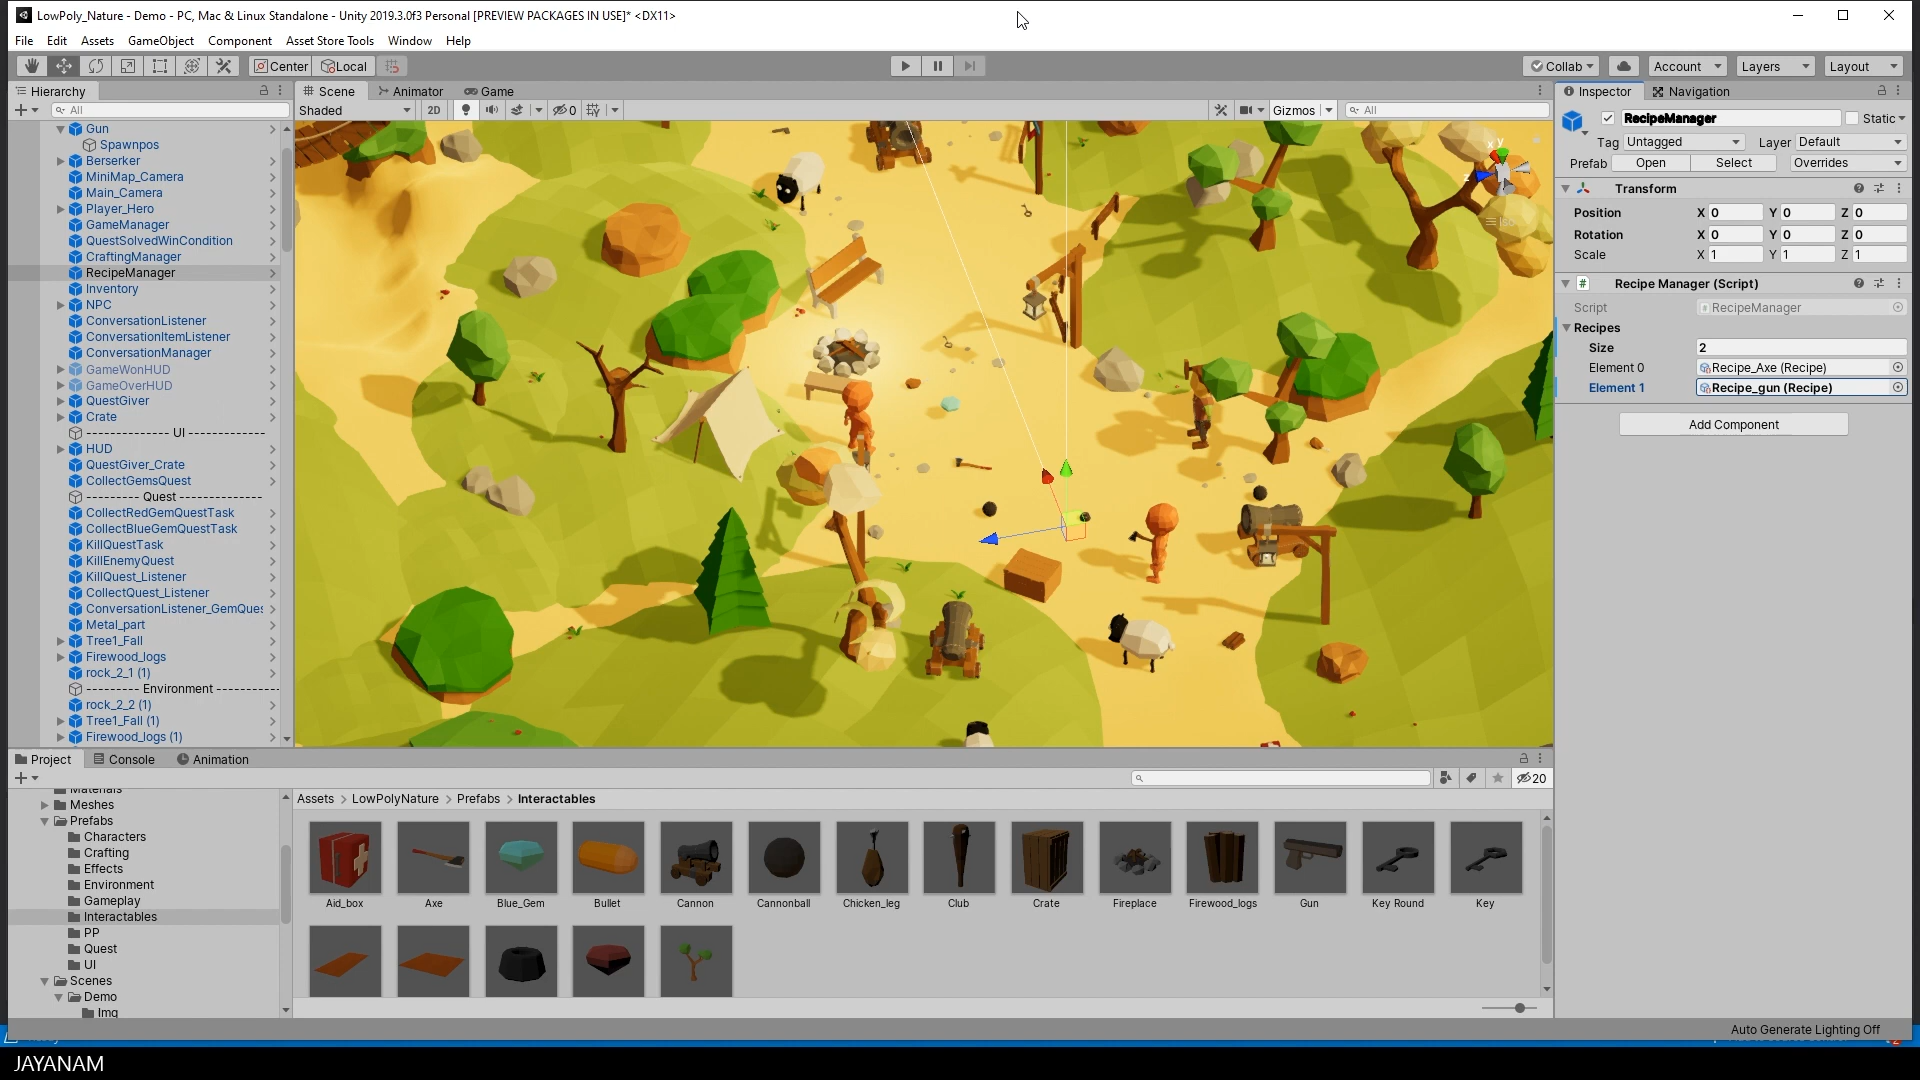 LowPoly_Nature - Demo - PC, Mac & Linux Standalone - Unity 2019.3.0f3 Personal [PREVIEW PACKAGES IN USE]* <DX11>
File Edit Assets GameObject Component Asset Store Tools Window Help
Center Local Collab Account Layers Layout
Hierarchy
All
Gun
Spawnpos
Berserker
MiniMap_Camera
Main_Camera
Player_Hero
GameManager
QuestSolvedWinCondition
CraftingManager
RecipeManager
Inventory
NPC
ConversationListener
ConversationItemListener
ConversationManager
GameWonHUD
GameOverHUD
QuestGiver
Crate
------------- UI -------------
HUD
QuestGiver_Crate
CollectGemsQuest
--------- Quest -------------
CollectRedGemQuestTask
CollectBlueGemQuestTask
KillQuestTask
KillEnemyQuest
KillQuest_Listener
CollectQuest_Listener
ConversationListener_GemQues
Metal_part
Tree1_Fall
Firewood_logs
rock_2_1 (1)
--------- Environment ----------
rock_2_2 (1)
Tree1_Fall (1)
Firewood_logs (1)
Scene Animator Game
Shaded 2D 0 Gizmos All
x y
z
Iso
Inspector Navigation
RecipeManager Static
Tag Untagged Layer Default
Prefab Open Select Overrides
Transform
Position X 0 Y 0 Z 0
Rotation X 0 Y 0 Z 0
Scale X 1 Y 1 Z 1
# Recipe Manager (Script)
Script RecipeManager
Recipes
Size 2
Element 0 Recipe_Axe (Recipe)
Element 1 Recipe_gun (Recipe)
Add Component
Project Console Animation
20
Materials
Meshes
Prefabs
Characters
Crafting
Effects
Environment
Gameplay
Interactables
PP
Quest
UI
Scenes
Demo
Img
Assets > LowPolyNature > Prefabs > Interactables
Aid_box Axe Blue_Gem Bullet Cannon Cannonball Chicken_leg Club Crate Fireplace Firewood_logs Gun Key Round Key
Auto Generate Lighting Off
JAYANAM